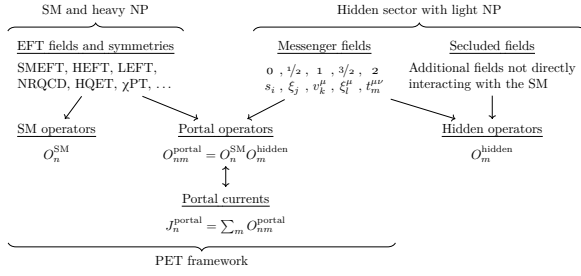 SM and heavy NP
Hidden sector with light NP
EFT fields and symmetries
Messenger fields
Secluded fields
SMEFT, HEFT, LEFT,
NRQCD, HQET, χPT, …
0 , 1/2 , 1 , 3/2 , 2
s_i , ξ_j , v_k^μ , ξ_l^μ , t_m^{μν}
Additional fields not directly
interacting with the SM
SM operators
Portal operators
Hidden operators
O_n^{SM}
O_{nm}^{portal} = O_n^{SM} O_m^{hidden}
O_m^{hidden}
Portal currents
J_n^{portal} = ∑_m O_{nm}^{portal}
PET framework